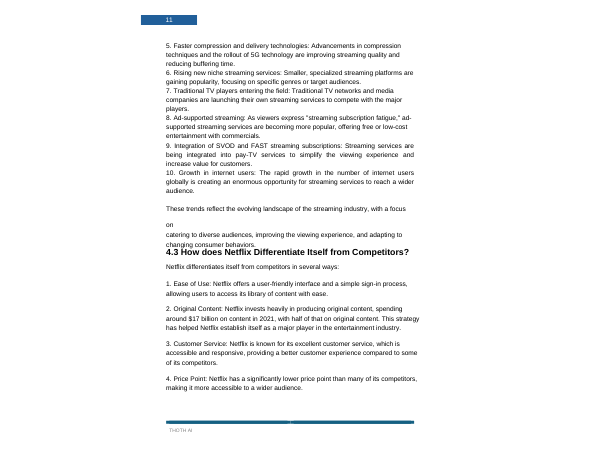 11
5. Faster compression and delivery technologies: Advancements in compression
techniques and the rollout of 5G technology are improving streaming quality and
reducing buffering time.
6. Rising new niche streaming services: Smaller, specialized streaming platforms are
gaining popularity, focusing on specific genres or target audiences.
7. Traditional TV players entering the field: Traditional TV networks and media
companies are launching their own streaming services to compete with the major
players.
8. Ad-supported streaming: As viewers express "streaming subscription fatigue," ad-
supported streaming services are becoming more popular, offering free or low-cost
entertainment with commercials.
9. Integration of SVOD and FAST streaming subscriptions: Streaming services are
being integrated into pay-TV services to simplify the viewing experience and
increase value for customers.
10. Growth in internet users: The rapid growth in the number of internet users
globally is creating an enormous opportunity for streaming services to reach a wider
audience.
These trends reflect the evolving landscape of the streaming industry, with a focus
on
catering to diverse audiences, improving the viewing experience, and adapting to
changing consumer behaviors.
4.3 How does Netflix Differentiate Itself from Competitors?
Netflix differentiates itself from competitors in several ways:
1. Ease of Use: Netflix offers a user-friendly interface and a simple sign-in process,
allowing users to access its library of content with ease.
2. Original Content: Netflix invests heavily in producing original content, spending
around $17 billion on content in 2021, with half of that on original content. This strategy
has helped Netflix establish itself as a major player in the entertainment industry.
3. Customer Service: Netflix is known for its excellent customer service, which is
accessible and responsive, providing a better customer experience compared to some
of its competitors.
4. Price Point: Netflix has a significantly lower price point than many of its competitors,
making it more accessible to a wider audience.
THOTH AI